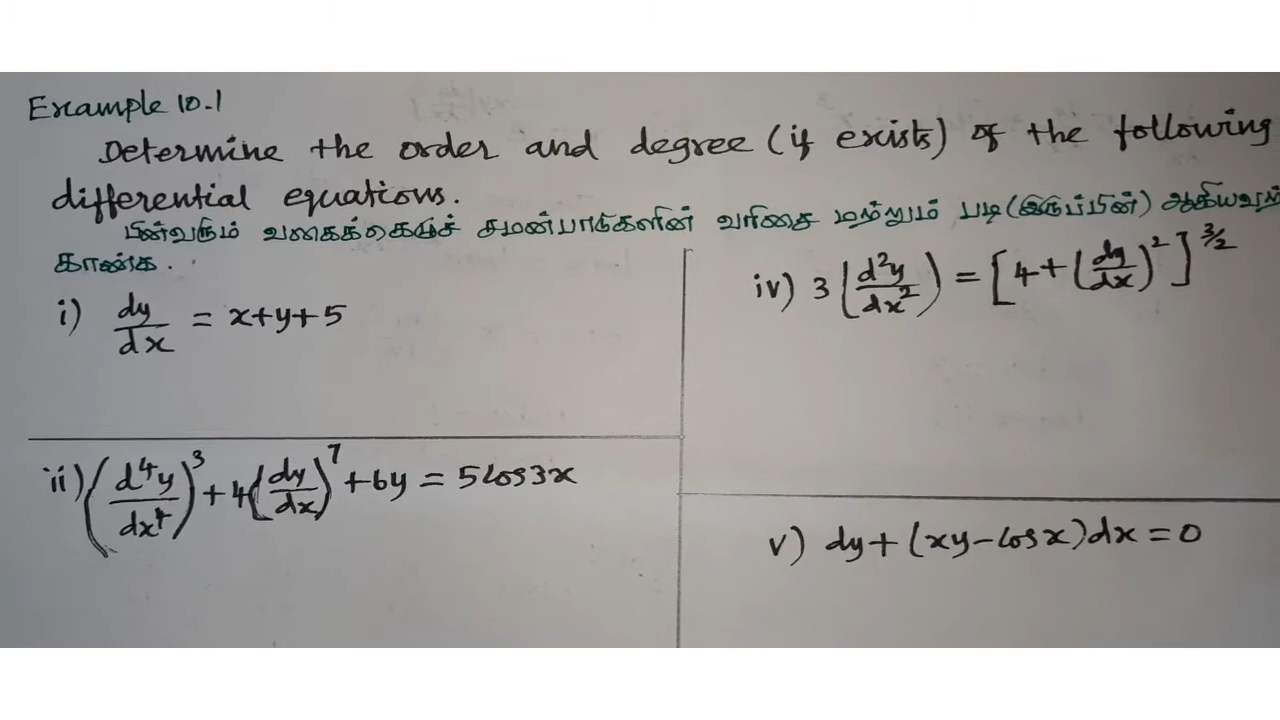 Example 10.1
Determine the order and degree (if exists) of the following
differential equations.
பின்வரும் வகைக்கெழுச் சமன்பாடுகளின் வரிசை மற்றும் படி (இருப்பின்)
காண்க.
i) dy/dx = x+y+5
ii) (d⁴y/dx⁴)³ + 4(dy/dx)⁷ + 6y = 5cos3x
iv) 3(d²y/dx²) = [4+(dy/dx)²]^3/2
v) dy+(xy-cosx)dx=0